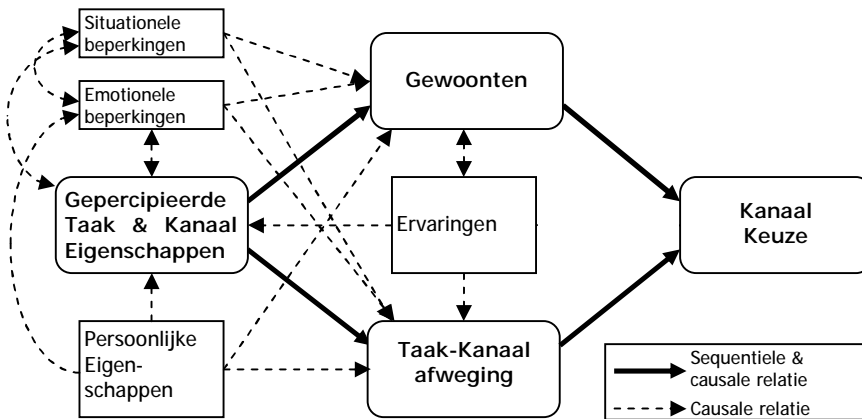 Situationele
beperkingen
Emotionele
beperkingen
Gewoonten
Gepercipieerde
Taak & Kanaal
Eigenschappen
Ervaringen
Kanaal
Keuze
Persoonlijke
Eigen-
schappen
Taak-Kanaal
afweging
Sequentiele &
causale relatie
Causale relatie